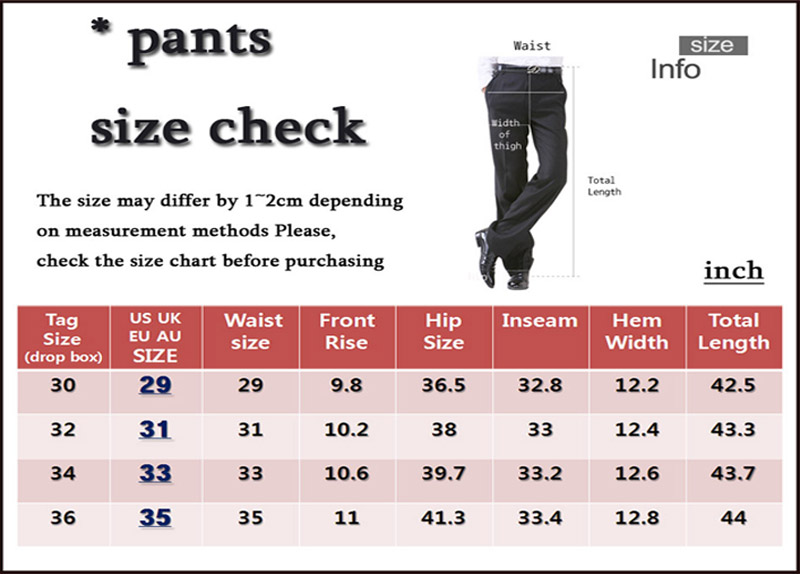 * pants
size check
The size may differ by 1~2cm depending
on measurement methods Please,
check the size chart before purchasing
Waist
Width
of
thigh
Total
Length
size
Info
inch
Tag Size (drop box) US UK EU AU SIZE Waist size Front Rise Hip Size Inseam Hem Width Total Length
30 29 29 9.8 36.5 32.8 12.2 42.5
32 31 31 10.2 38 33 12.4 43.3
34 33 33 10.6 39.7 33.2 12.6 43.7
36 35 35 11 41.3 33.4 12.8 44